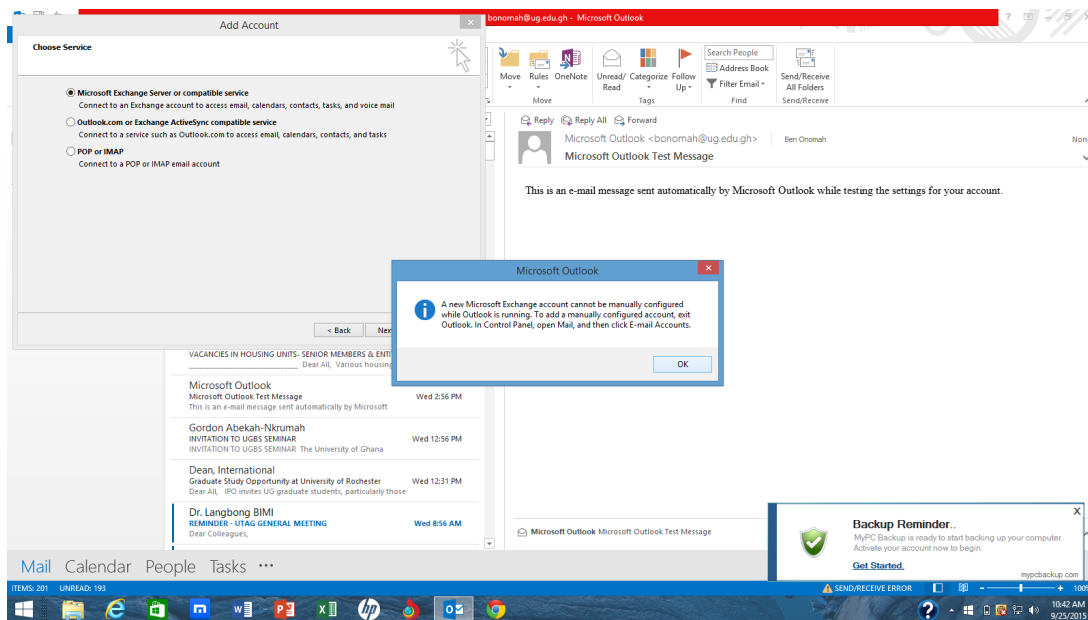 Add Account
bonomah@ug.edu.gh - Microsoft Outlook
Choose Service
Microsoft Exchange Server or compatible service
Connect to an Exchange account to access email, calendars, contacts, tasks, and voice mail
Outlook.com or Exchange ActiveSync compatible service
Connect to a service such as Outlook.com to access email, calendars, contacts, and tasks
POP or IMAP
Connect to a POP or IMAP email account
< Back
Nex
Move
Rules
OneNote
Unread/ Read
Categorize
Follow Up
Search People
Address Book
Filter Email
Send/Receive
All Folders
Move
Tags
Find
Send/Receive
Reply
Reply All
Forward
Microsoft Outlook <bonomah@ug.edu.gh>
Ben Onomah
Non
Microsoft Outlook Test Message
This is an e-mail message sent automatically by Microsoft Outlook while testing the settings for your account.
Microsoft Outlook
A new Microsoft Exchange account cannot be manually configured
while Outlook is running. To add a manually configured account, exit
Outlook. In Control Panel, open Mail, and then click E-mail Accounts.
OK
VACANCIES IN HOUSING UNITS- SENIOR MEMBERS & ENTI
Dear All, Various housing
Microsoft Outlook
Microsoft Outlook Test Message Wed 2:56 PM
This is an e-mail message sent automatically by Microsoft
Gordon Abekah-Nkrumah
INVITATION TO UGBS SEMINAR Wed 12:56 PM
INVITATION TO UGBS SEMINAR The University of Ghana
Dean, International
Graduate Study Opportunity at University of Rochester Wed 12:31 PM
Dear All, IPO invites UG graduate students, particularly those
Dr. Langbong BIMI
REMINDER - UTAG GENERAL MEETING Wed 8:56 AM
Dear Colleagues,
Microsoft Outlook Microsoft Outlook Test Message
Backup Reminder..
MyPC Backup is ready to start backing up your computer.
Activate your account now to begin.
Get Started.
mypcbackup.com
Mail Calendar People Tasks
ITEMS: 201 UNREAD: 193
SEND/RECEIVE ERROR
100%
10:42 AM
9/25/2015